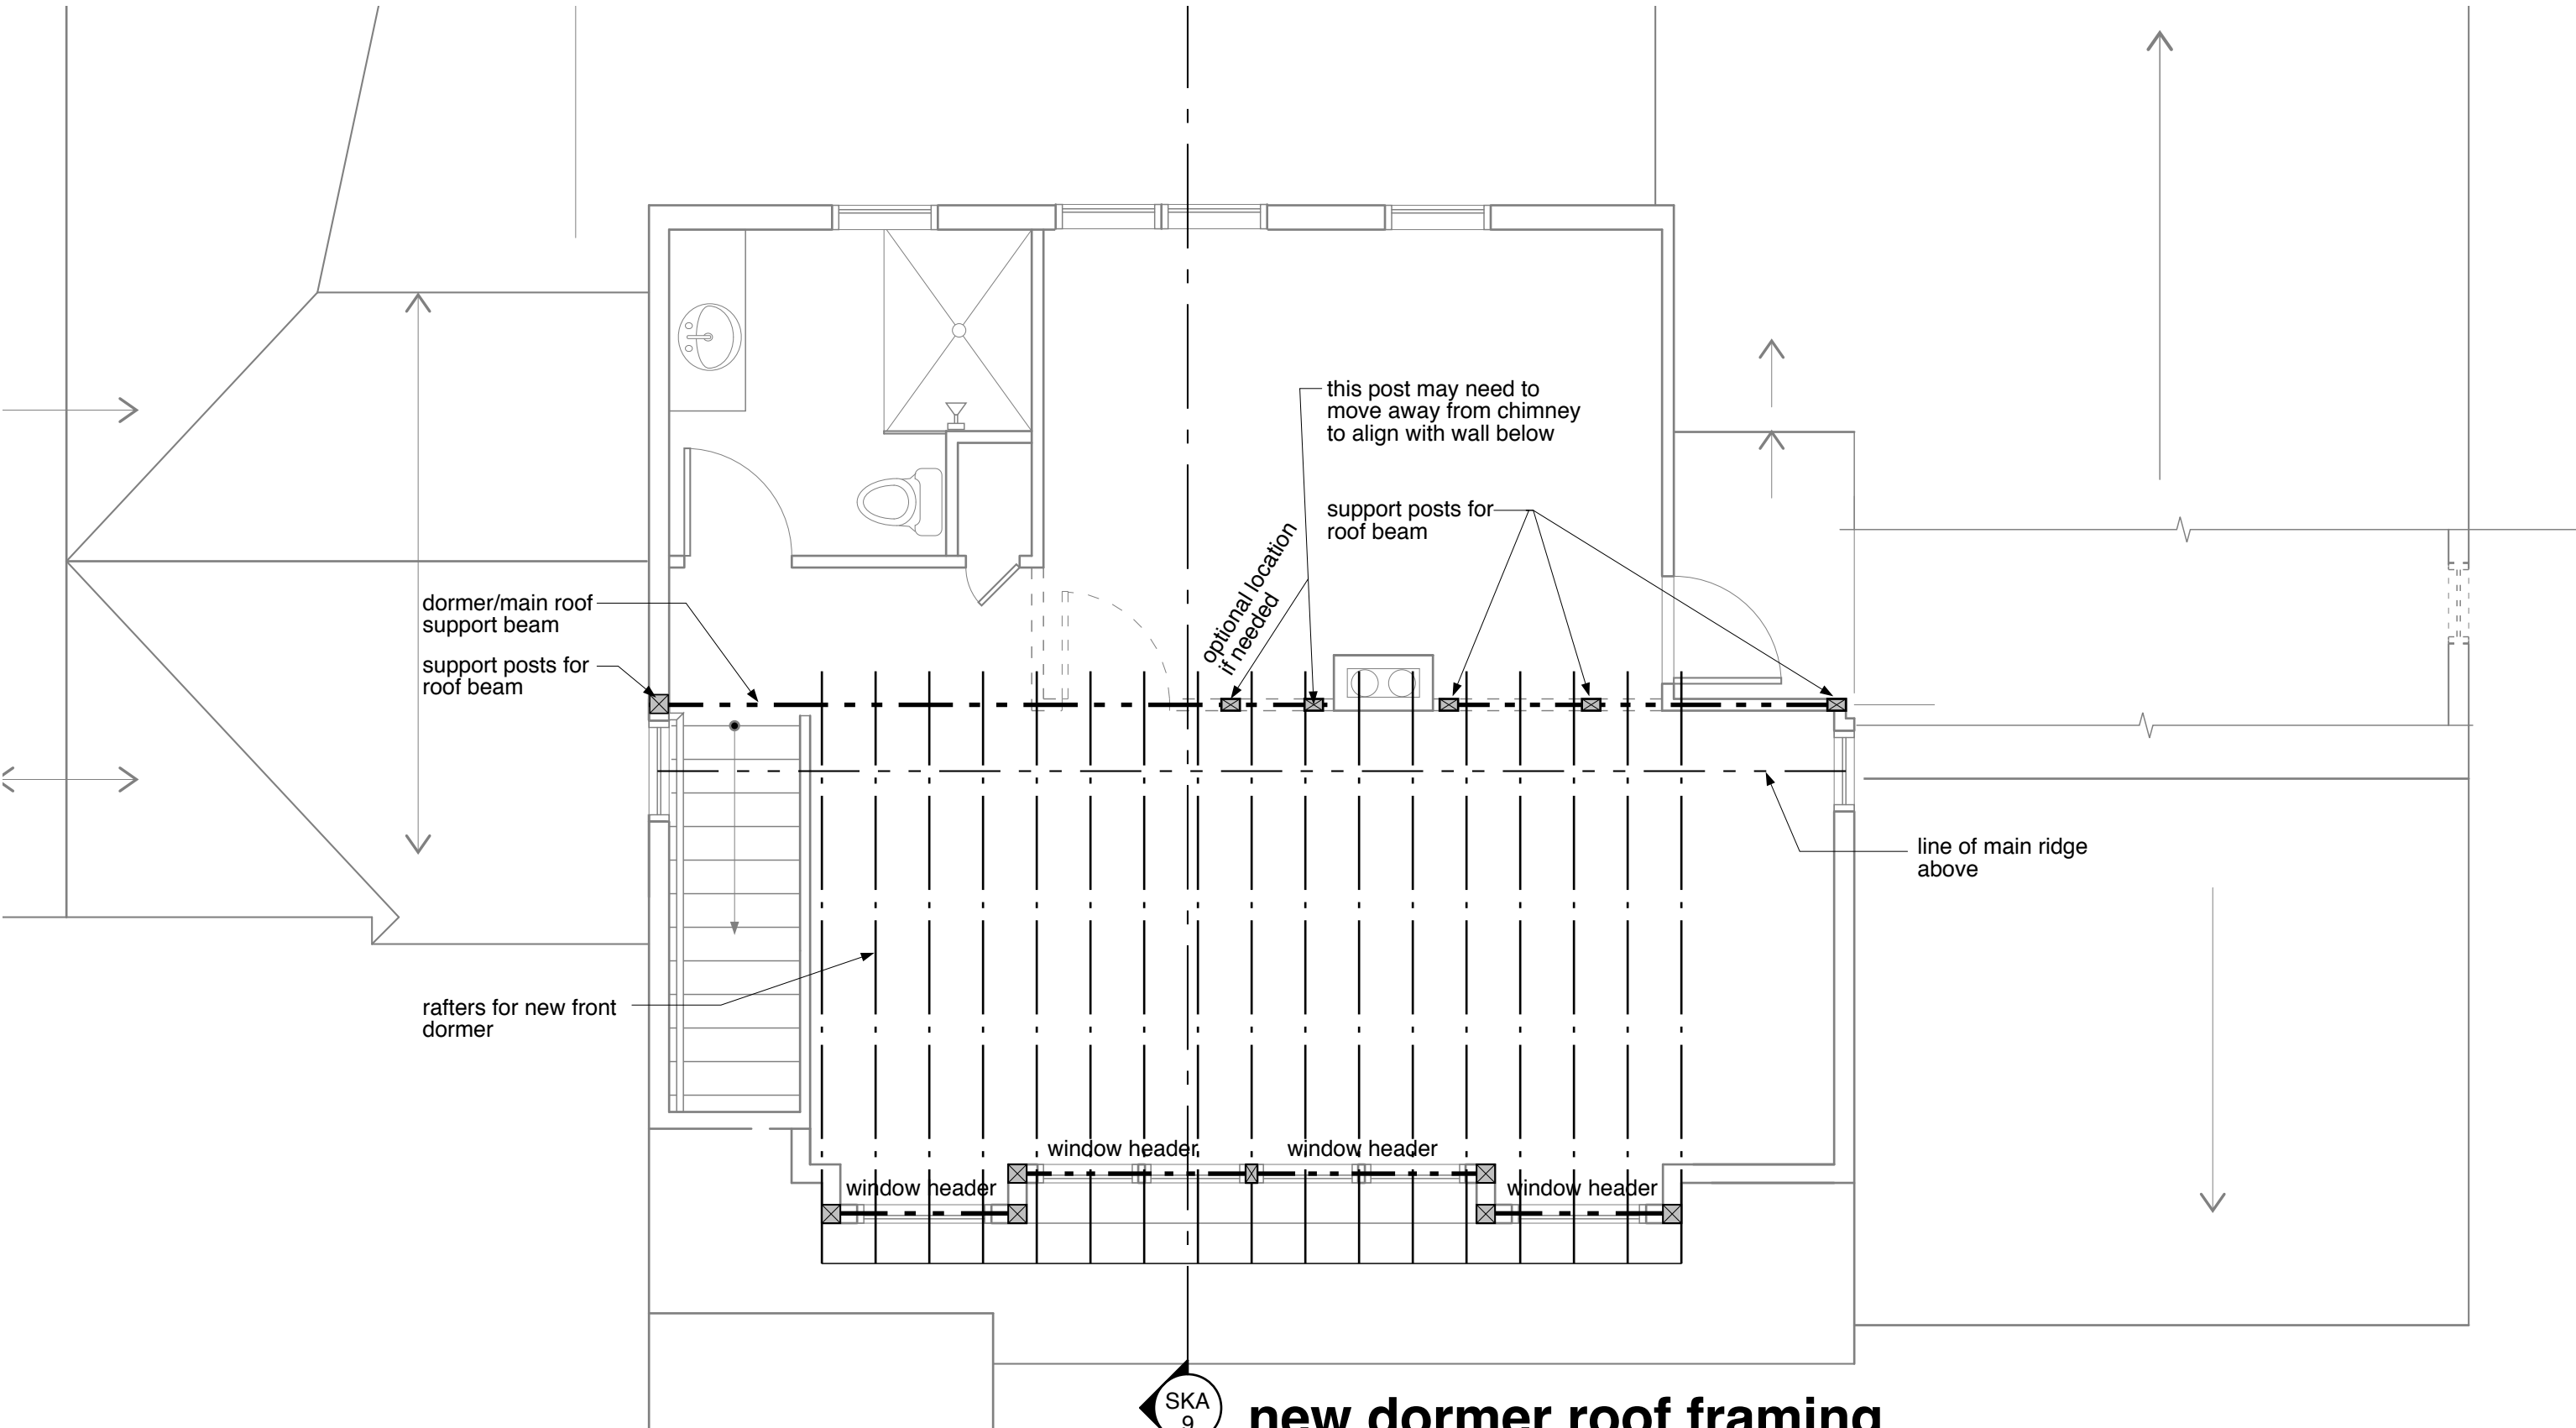 this post may need to
move away from chimney
to align with wall below
support posts for
roof beam
optional location
if needed
dormer/main roof
support beam
support posts for
roof beam
line of main ridge
above
rafters for new front
dormer
window header
window header
window header
window header
SKA
9
new dormer roof framing